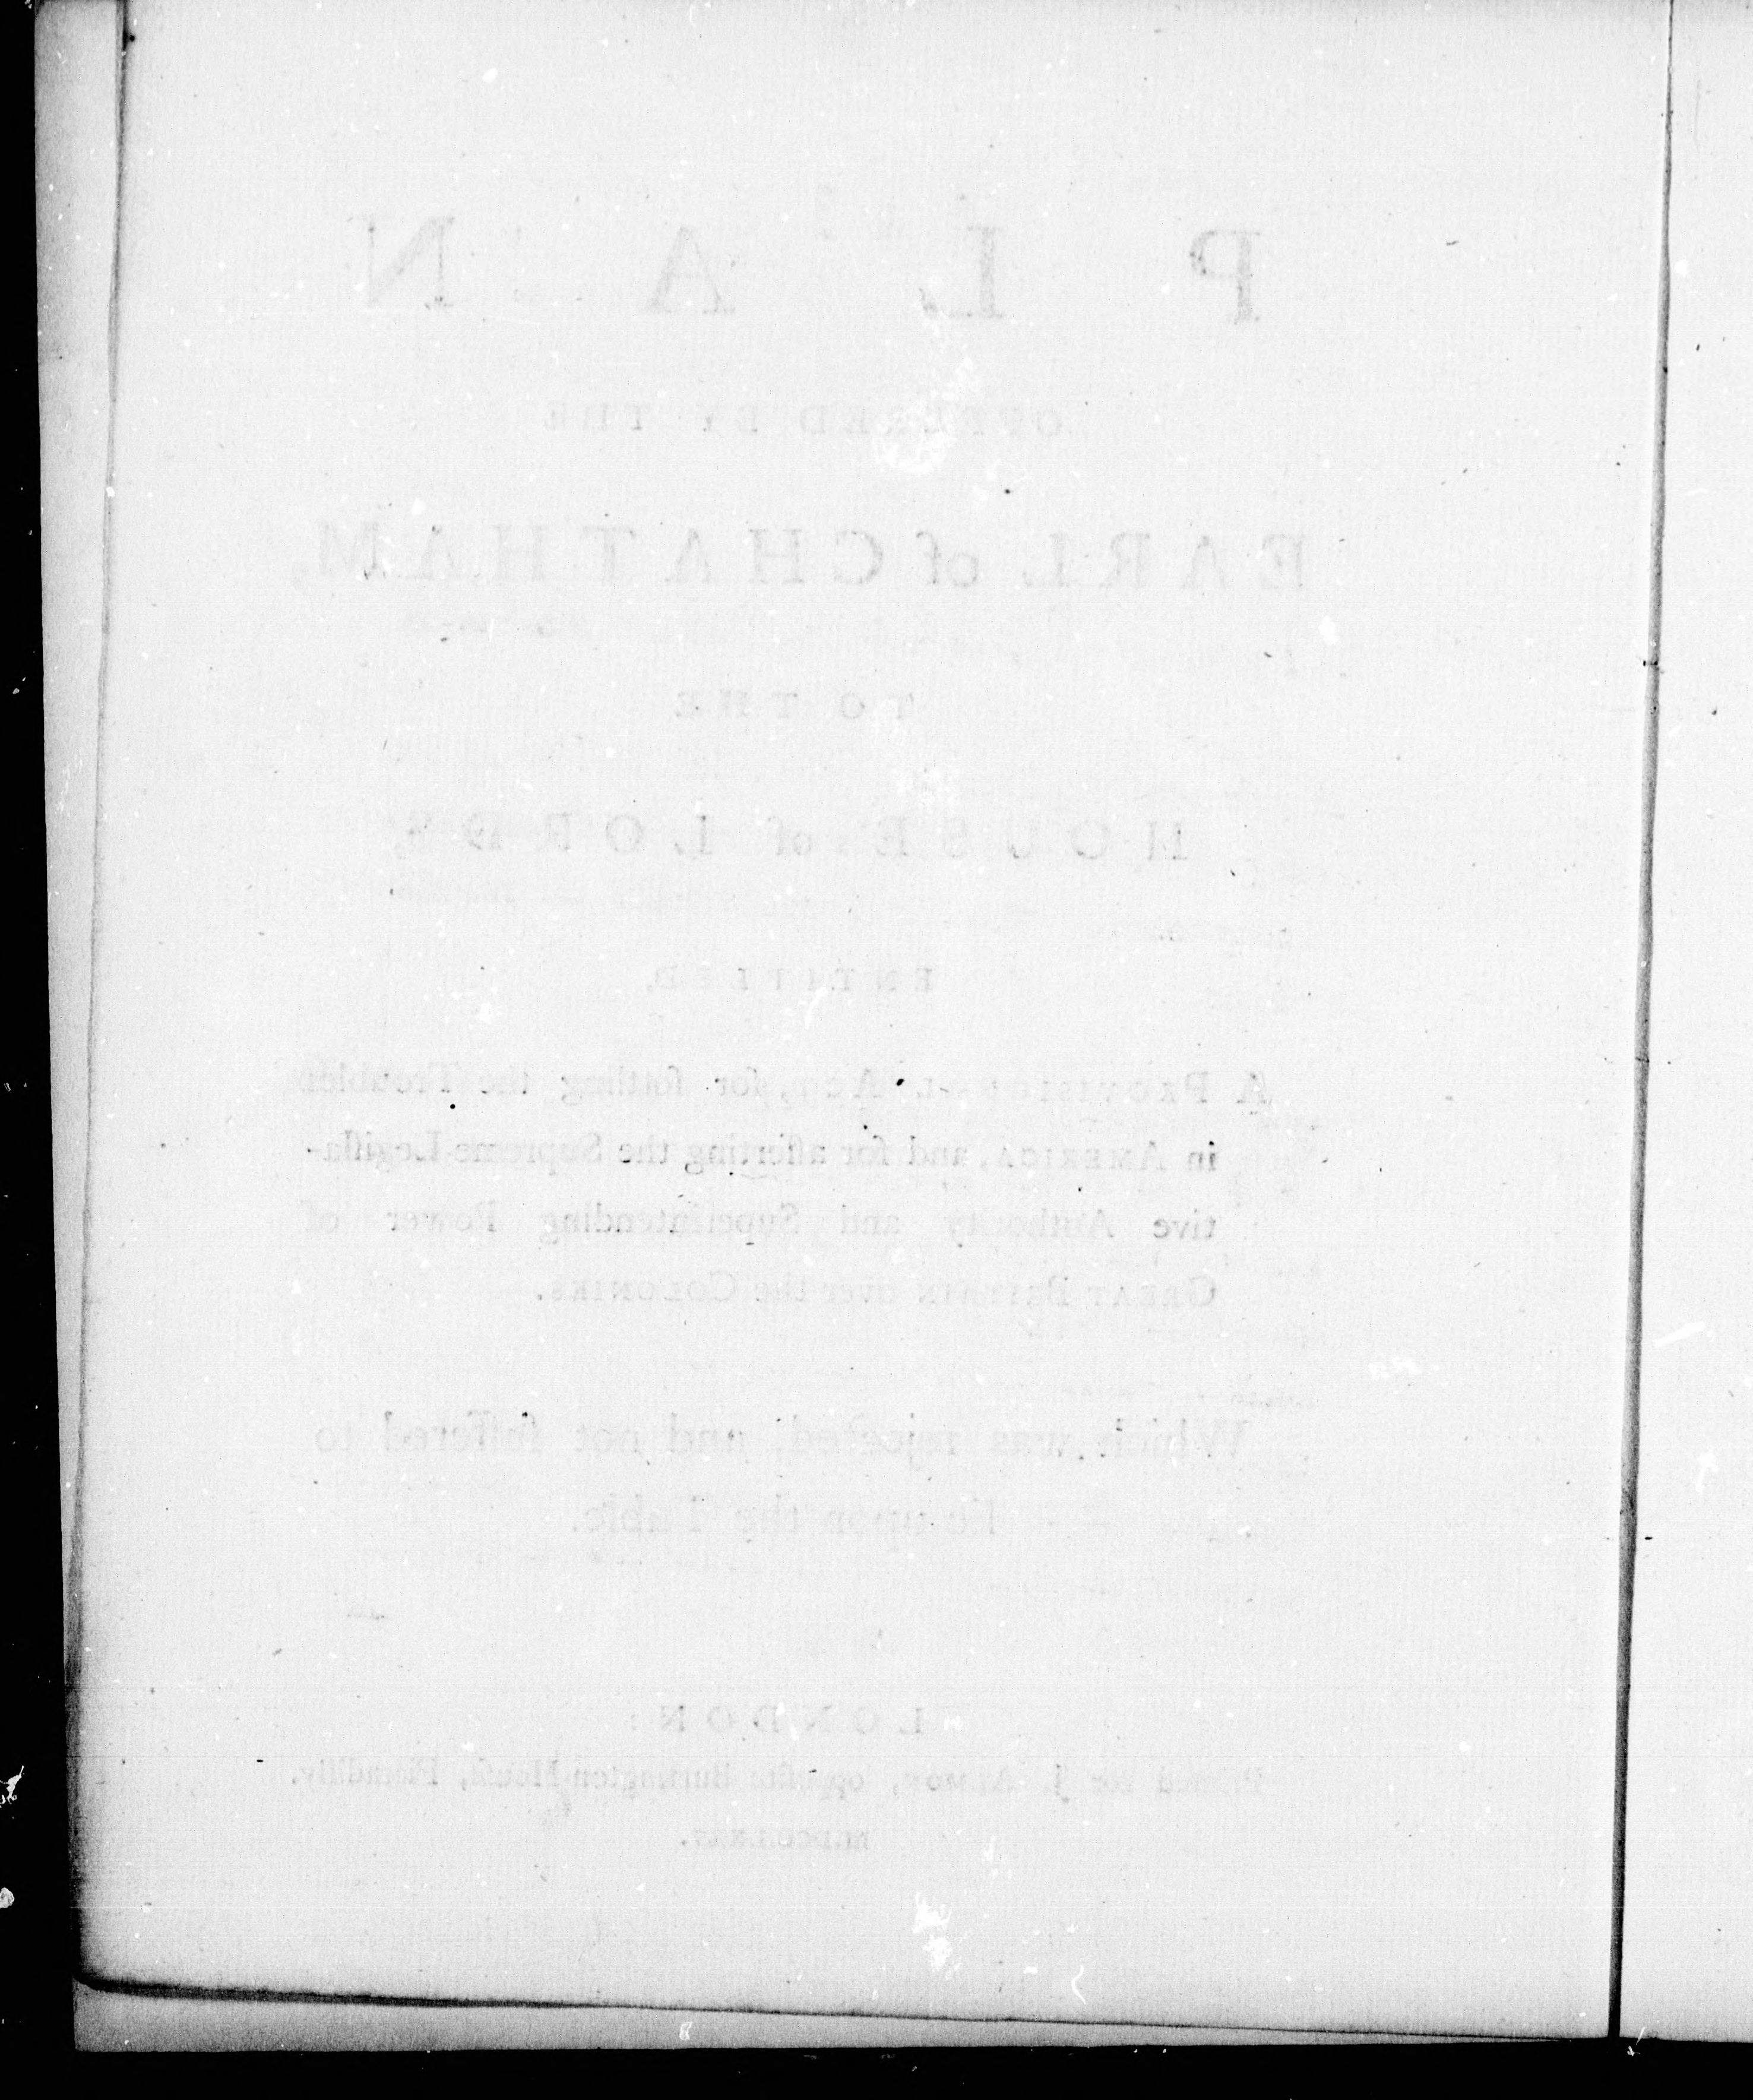 P L A N
OFFERED BY THE
EARL of CHATHAM,
TO THE
HOUSE of LORDS,
ENTITLED,
A PROVISIONAL ACT, for ſettling the Troubles
in AMERICA, and for aſſerting the Supreme Legiſla-
tive Authority and Superintending Power of
GREAT BRITAIN over the COLONIES.
Which was rejected, and not ſuffered to
lie upon the Table.
LONDON:
Printed for J. ALMON, oppoſite Burlington-Houſe, Piccadilly.